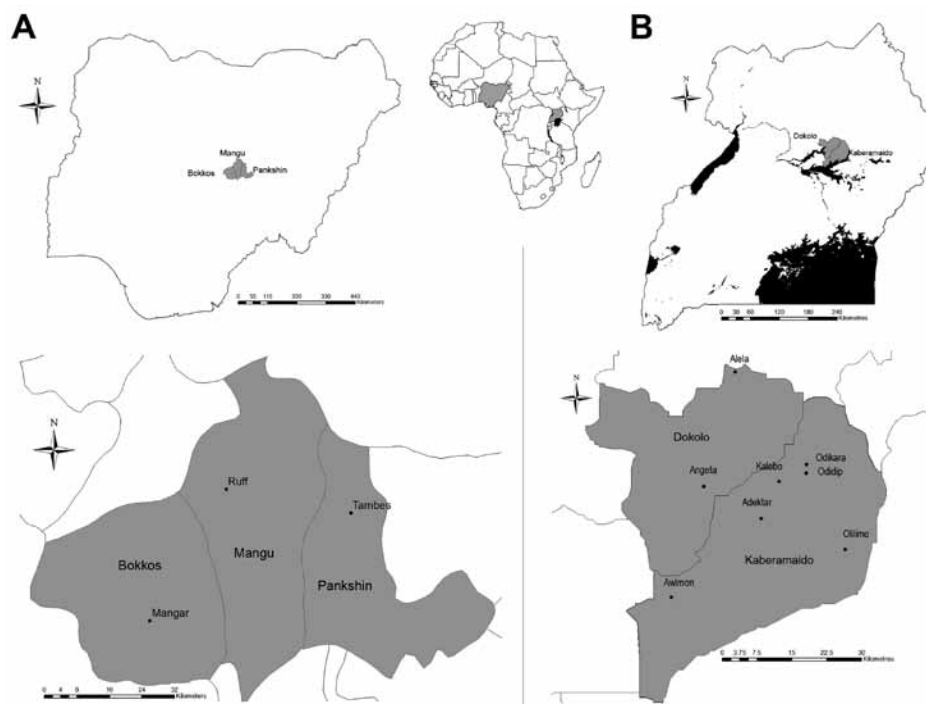 A
N
Mangu
Bokkos
Pankshin
0 55 110 220 330 440
Kilometers
B
N
Dokolo
Kaberamaido
0 30 60 120 180 240
Kilometres
N
Ruff
Tambes
Mangu
Bokkos
Pankshin
Mangar
0 4 8 16 24 32
Kilometers
N
Alela
Dokolo
Odikara
Angeta
Kalebo
Odidip
Adektar
Olilimo
Kaberamaido
Awimon
0 3.75 7.5 15 22.5 30
Kilometres